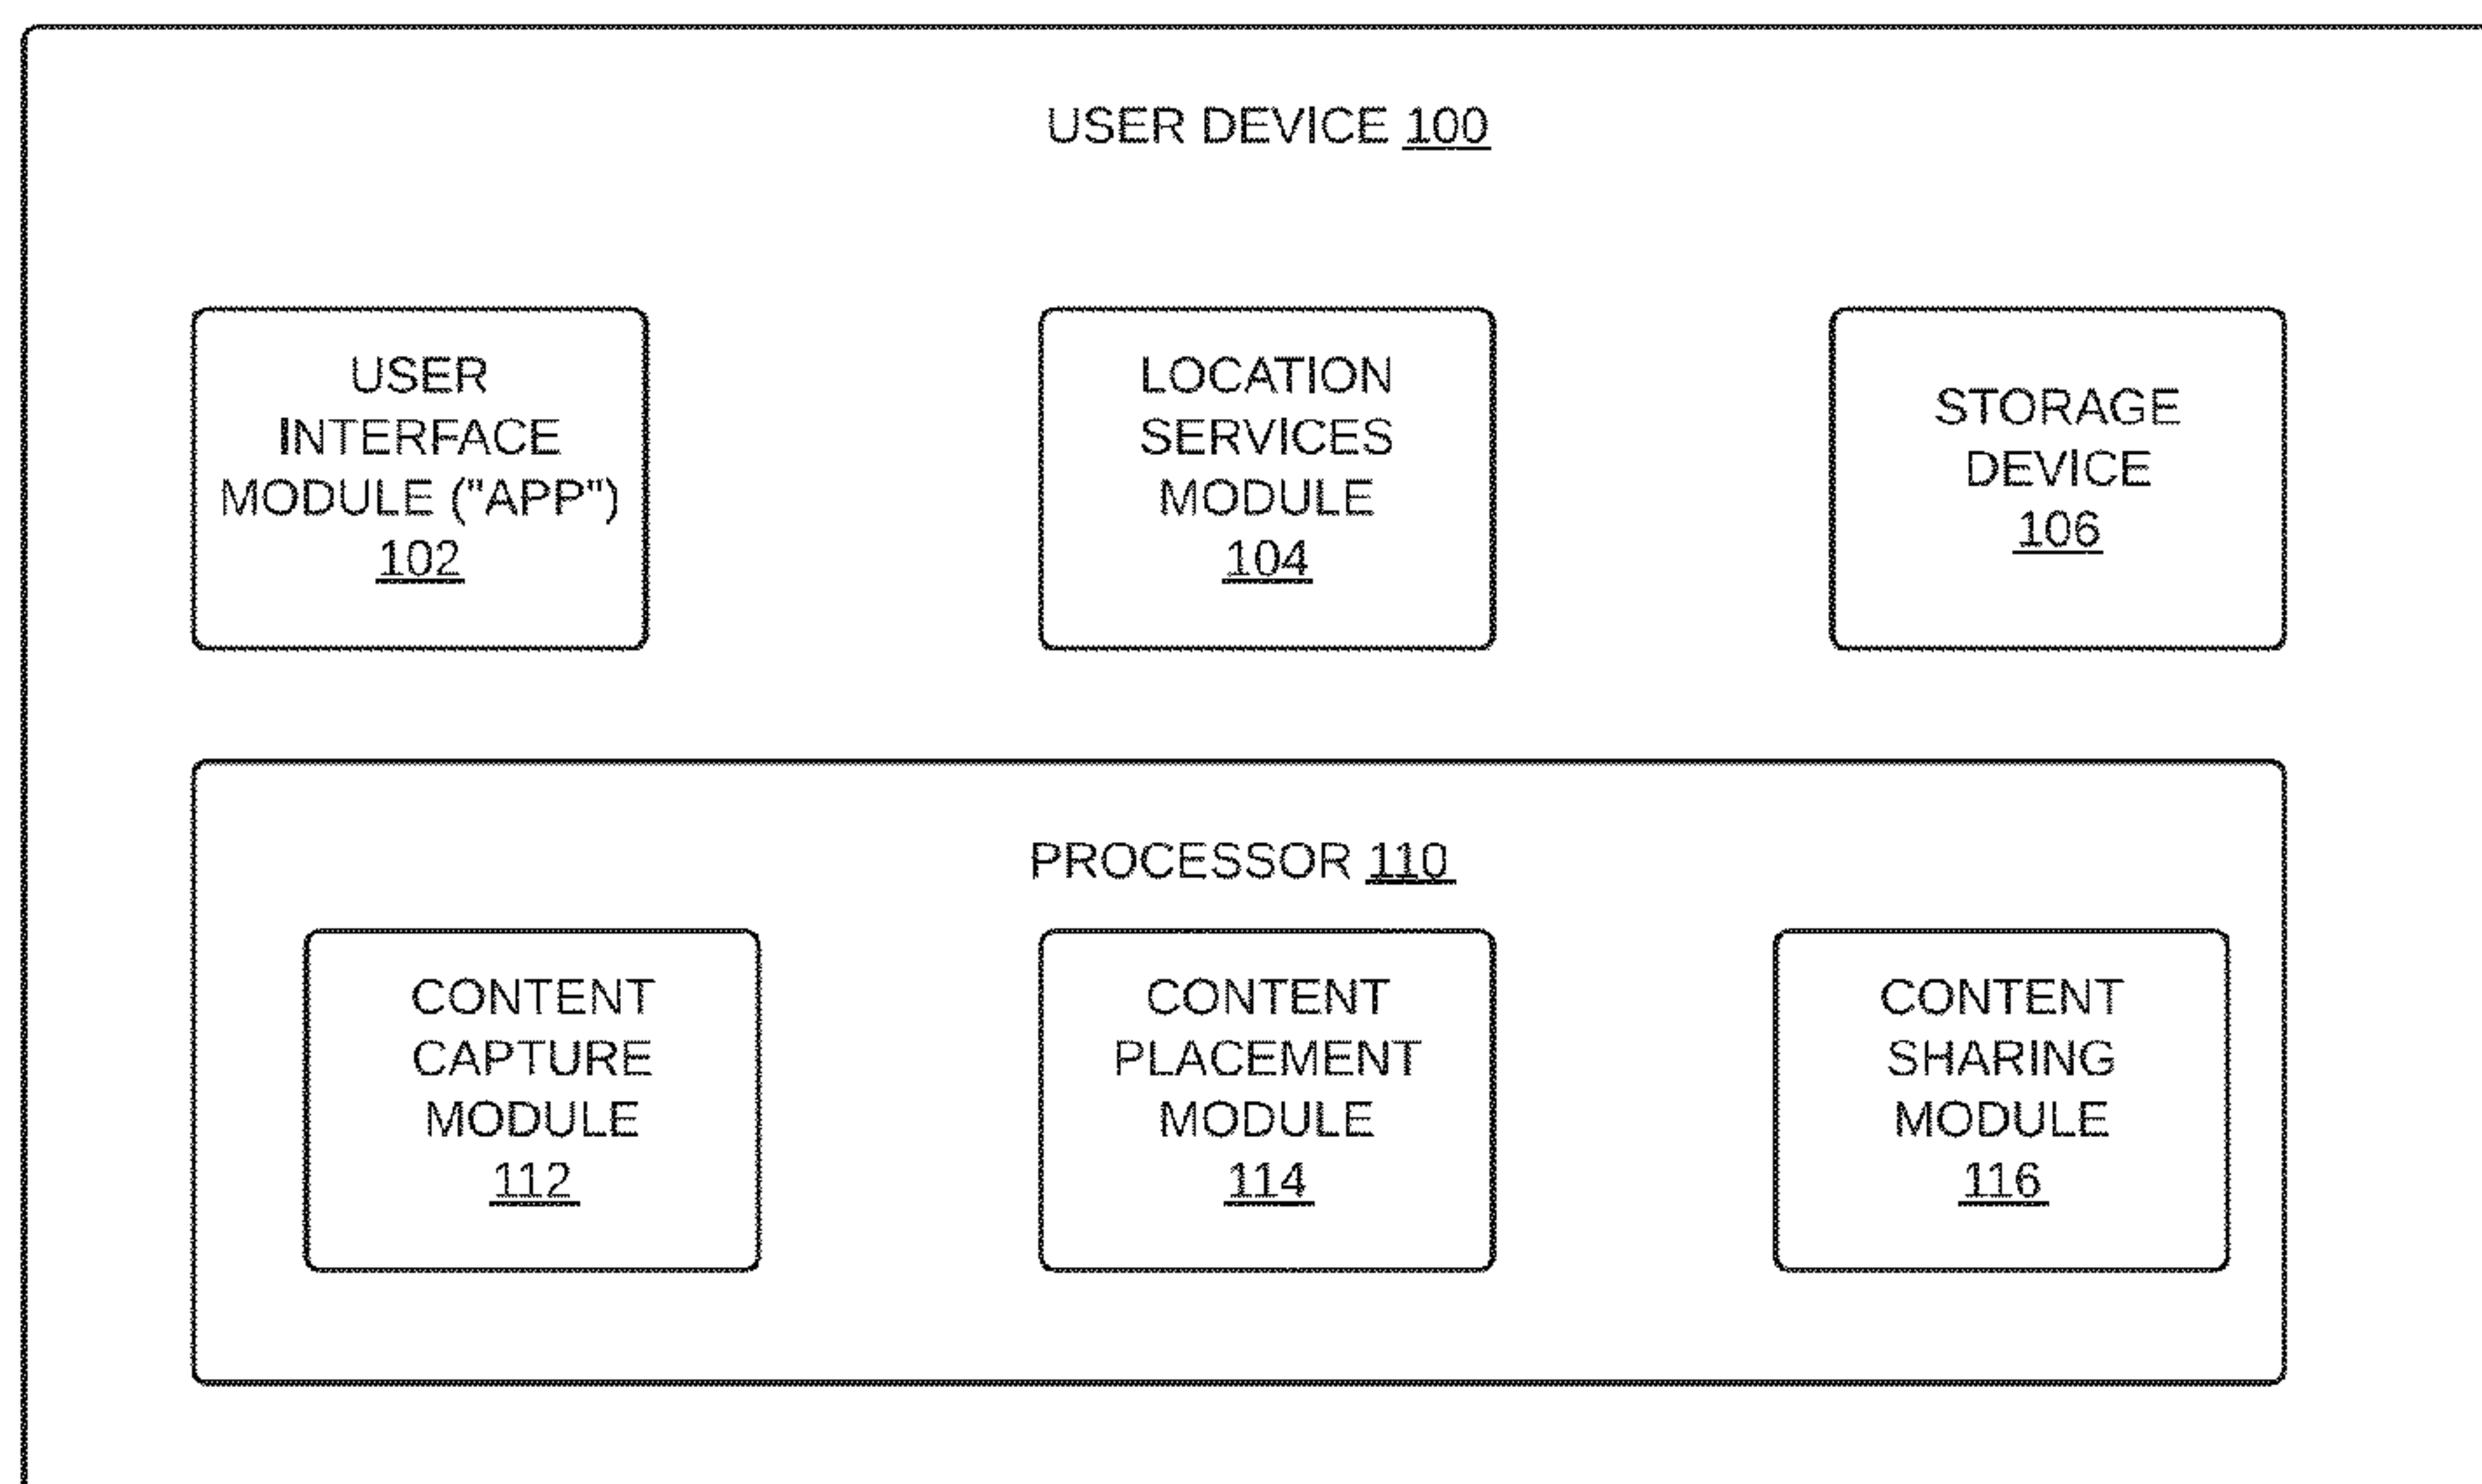 USER DEVICE 100
USER
INTERFACE
MODULE ("APP")
102
LOCATION
SERVICES
MODULE
104
STORAGE
DEVICE
106
PROCESSOR 110
CONTENT
CAPTURE
MODULE
112
CONTENT
PLACEMENT
MODULE
114
CONTENT
SHARING
MODULE
116